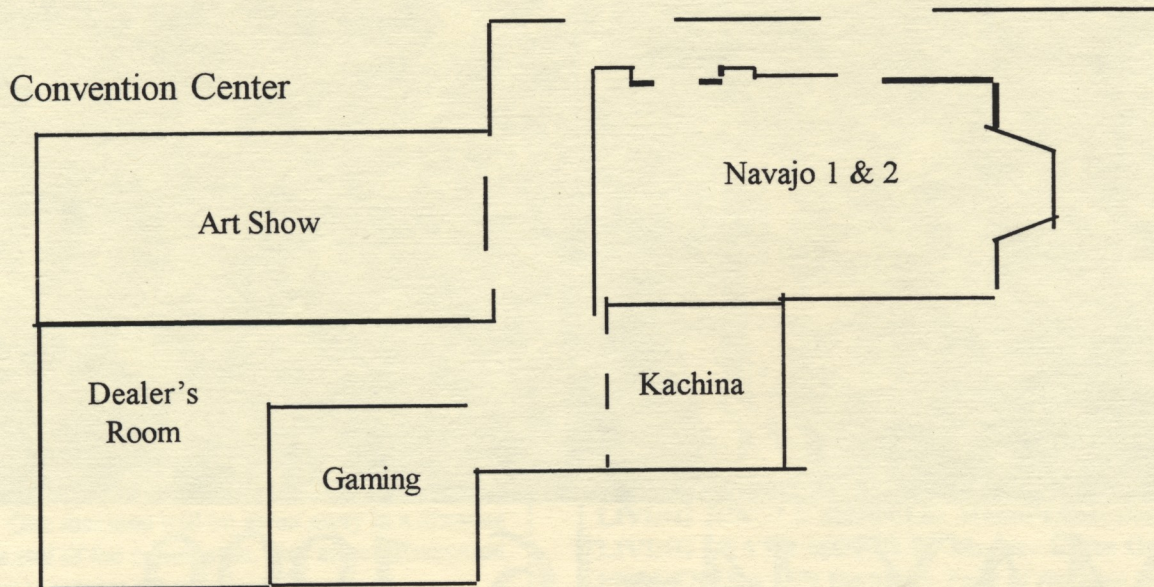 Convention Center
Navajo 1 & 2
Art Show
Dealer's
Room
Kachina
Gaming